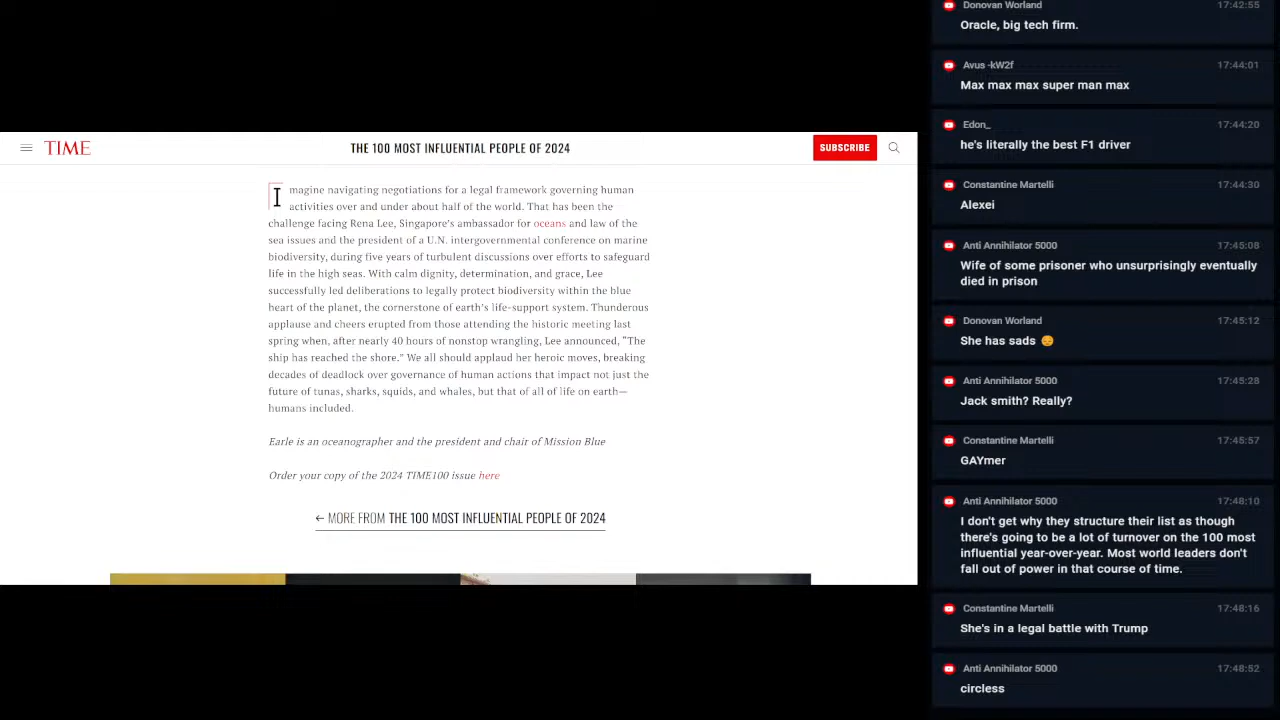 TIME
THE 100 MOST INFLUENTIAL PEOPLE OF 2024
SUBSCRIBE
Imagine navigating negotiations for a legal framework governing human
activities over and under about half of the world. That has been the
challenge facing Rena Lee, Singapore's ambassador for oceans and law of the
sea issues and the president of a U.N. intergovernmental conference on marine
biodiversity, during five years of turbulent discussions over efforts to safeguard
life in the high seas. With calm dignity, determination, and grace, Lee
successfully led deliberations to legally protect biodiversity within the blue
heart of the planet, the cornerstone of earth's life-support system. Thunderous
applause and cheers erupted from those attending the historic meeting last
spring when, after nearly 40 hours of nonstop wrangling, Lee announced, “The
ship has reached the shore.” We all should applaud her heroic moves, breaking
decades of deadlock over governance of human actions that impact not just the
future of tunas, sharks, squids, and whales, but that of all of life on earth—
humans included.
Earle is an oceanographer and the president and chair of Mission Blue
Order your copy of the 2024 TIME100 issue here
← MORE FROM THE 100 MOST INFLUENTIAL PEOPLE OF 2024
Donovan Worland 17:42:55
Oracle, big tech firm.
Avus -kW2f 17:44:01
Max max max super man max
Edon_ 17:44:20
he's literally the best F1 driver
Constantine Martelli 17:44:30
Alexei
Anti Annihilator 5000 17:45:08
Wife of some prisoner who unsurprisingly eventually
died in prison
Donovan Worland 17:45:12
She has sads 😔
Anti Annihilator 5000 17:45:28
Jack smith? Really?
Constantine Martelli 17:45:57
GAYmer
Anti Annihilator 5000 17:48:10
I don't get why they structure their list as though
there's going to be a lot of turnover on the 100 most
influential year-over-year. Most world leaders don't
fall out of power in that course of time.
Constantine Martelli 17:48:16
She's in a legal battle with Trump
Anti Annihilator 5000 17:48:52
circless